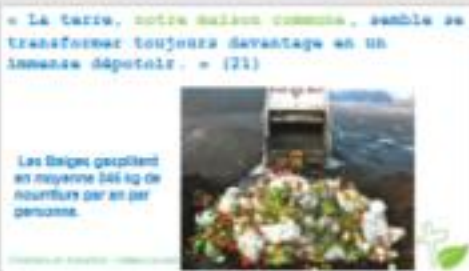 « La terre, notre maison commune, semble se
transformer toujours davantage en un
immense dépotoir. » (21)
Les Belges gaspillent
en moyenne 345 kg de
nourriture par an par
personne.